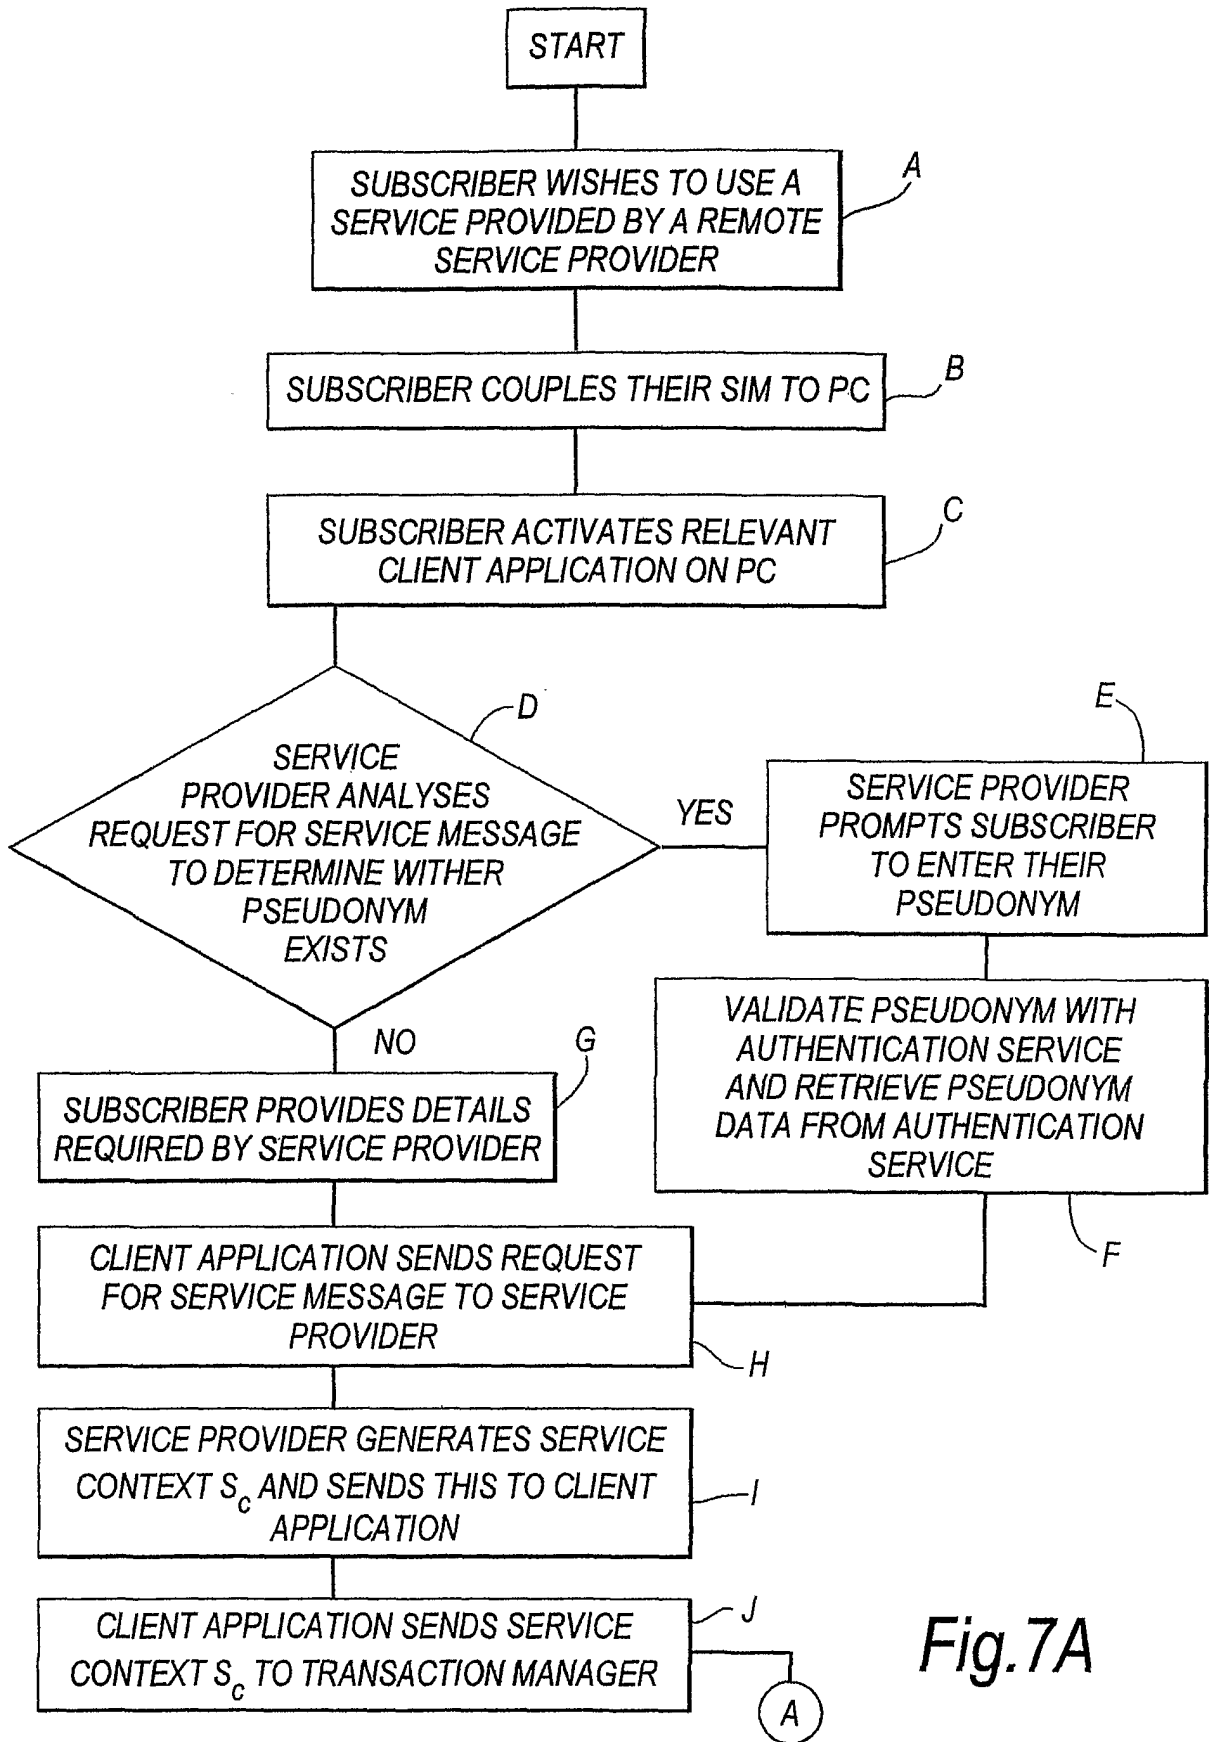 START
SUBSCRIBER WISHES TO USE A
SERVICE PROVIDED BY A REMOTE
SERVICE PROVIDER
A
SUBSCRIBER COUPLES THEIR SIM TO PC
B
SUBSCRIBER ACTIVATES RELEVANT
CLIENT APPLICATION ON PC
C
SERVICE
PROVIDER ANALYSES
REQUEST FOR SERVICE MESSAGE
TO DETERMINE WITHER
PSEUDONYM
EXISTS
D
YES
SERVICE PROVIDER
PROMPTS SUBSCRIBER
TO ENTER THEIR
PSEUDONYM
E
VALIDATE PSEUDONYM WITH
AUTHENTICATION SERVICE
AND RETRIEVE PSEUDONYM
DATA FROM AUTHENTICATION
SERVICE
F
NO
SUBSCRIBER PROVIDES DETAILS
REQUIRED BY SERVICE PROVIDER
G
CLIENT APPLICATION SENDS REQUEST
FOR SERVICE MESSAGE TO SERVICE
PROVIDER
H
SERVICE PROVIDER GENERATES SERVICE
CONTEXT Sc AND SENDS THIS TO CLIENT
APPLICATION
I
CLIENT APPLICATION SENDS SERVICE
CONTEXT Sc TO TRANSACTION MANAGER
J
A
Fig.7A